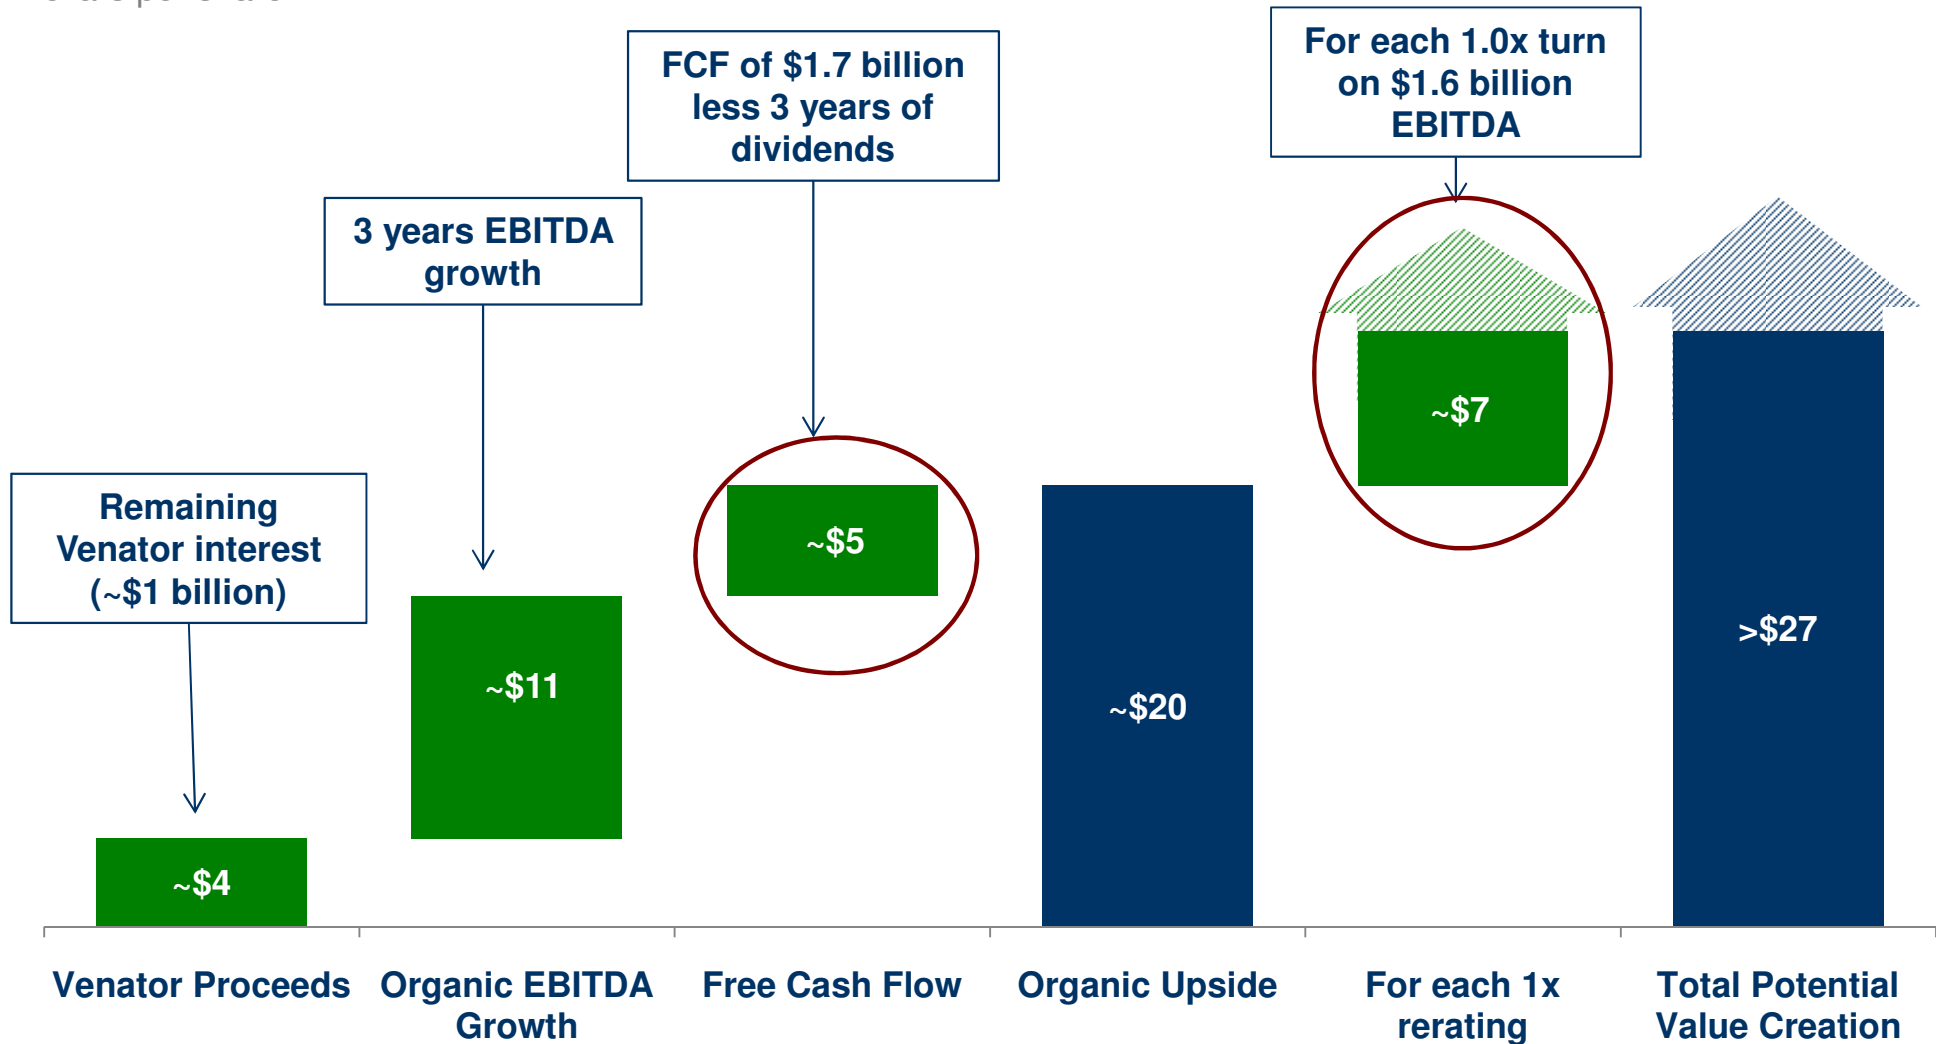 For each 1.0x turn
on $1.6 billion
EBITDA
FCF of $1.7 billion
less 3 years of
dividends
3 years EBITDA
growth
Remaining
Venator interest
(~$1 billion)
~$4
~$11
~$5
~$20
~$7
>$27
Venator Proceeds
Organic EBITDA
Growth
Free Cash Flow
Organic Upside
For each 1x
rerating
Total Potential
Value Creation